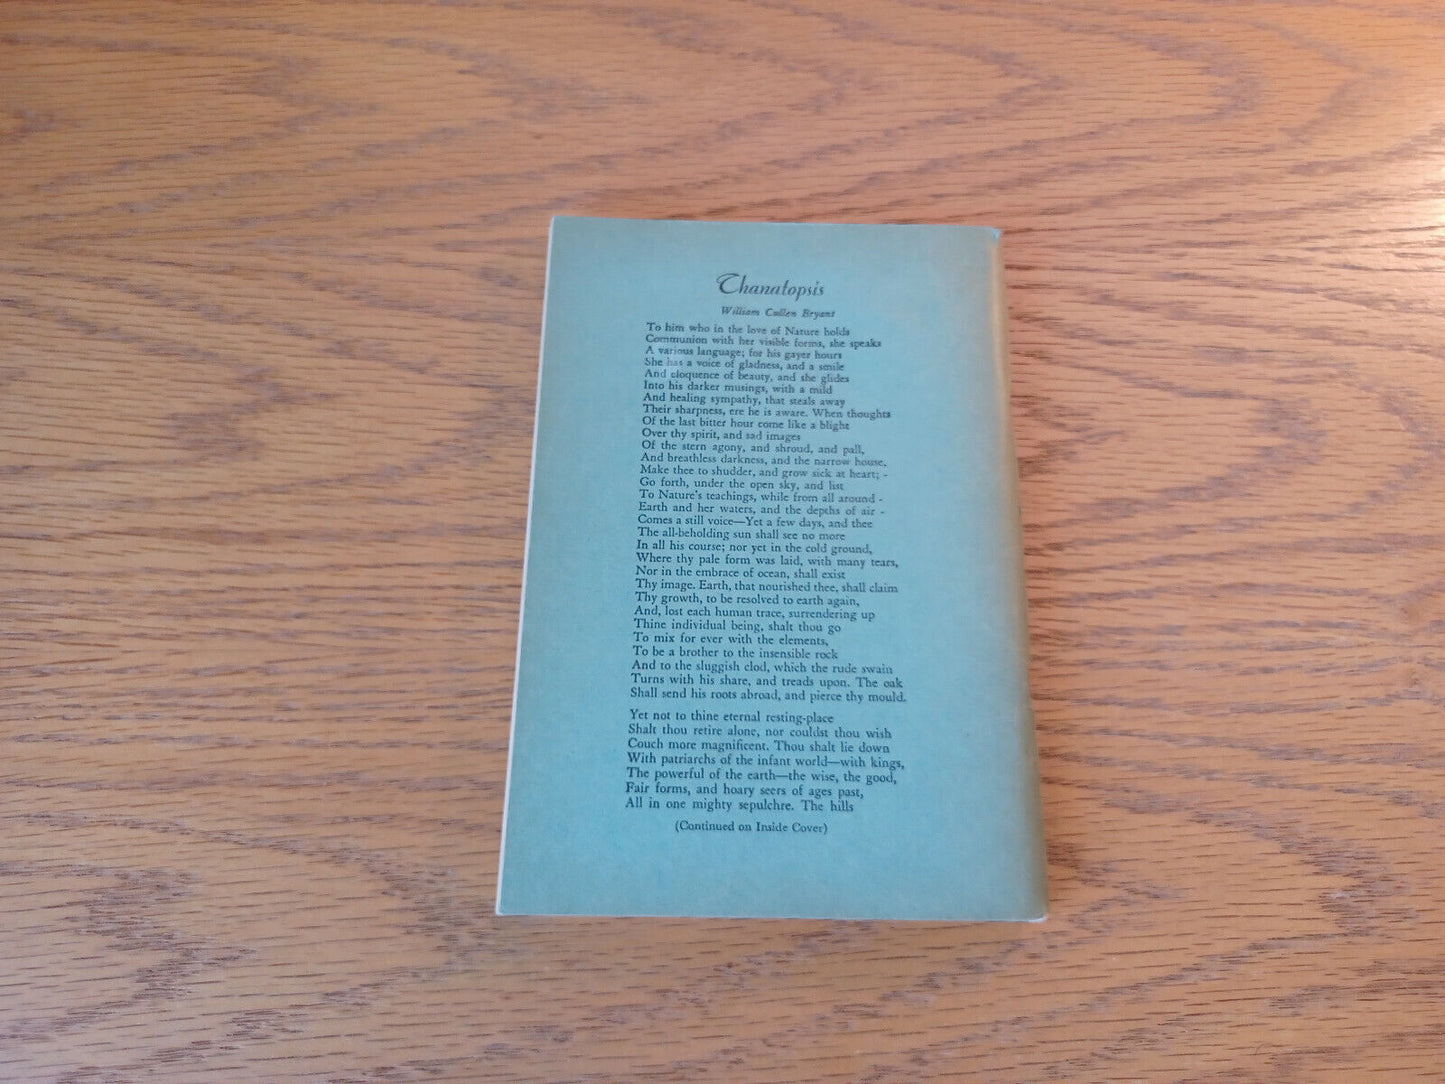 Thanatopsis
William Cullen Bryant
To him who in the love of Nature holds
Communion with her visible forms, she speaks
A various language; for his gayer hours
She has a voice of gladness, and a smile
And eloquence of beauty, and she glides
Into his darker musings, with a mild
And healing sympathy, that steals away
Their sharpness, ere he is aware. When thoughts
Of the last bitter hour come like a blight
Over thy spirit, and sad images
Of the stern agony, and shroud, and pall,
And breathless darkness, and the narrow house,
Make thee to shudder, and grow sick at heart; -
Go forth, under the open sky, and list
To Nature's teachings, while from all around -
Earth and her waters, and the depths of air -
Comes a still voice—Yet a few days, and thee
The all-beholding sun shall see no more
In all his course; nor yet in the cold ground,
Where thy pale form was laid, with many tears,
Nor in the embrace of ocean, shall exist
Thy image. Earth, that nourished thee, shall claim
Thy growth, to be resolved to earth again,
And, lost each human trace, surrendering up
Thine individual being, shalt thou go
To mix for ever with the elements,
To be a brother to the insensible rock
And to the sluggish clod, which the rude swain
Turns with his share, and treads upon. The oak
Shall send his roots abroad, and pierce thy mould.
Yet not to thine eternal resting-place
Shalt thou retire alone, nor couldst thou wish
Couch more magnificent. Thou shalt lie down
With patriarchs of the infant world—with kings,
The powerful of the earth—the wise, the good,
Fair forms, and hoary seers of ages past,
All in one mighty sepulchre. The hills
(Continued on Inside Cover)